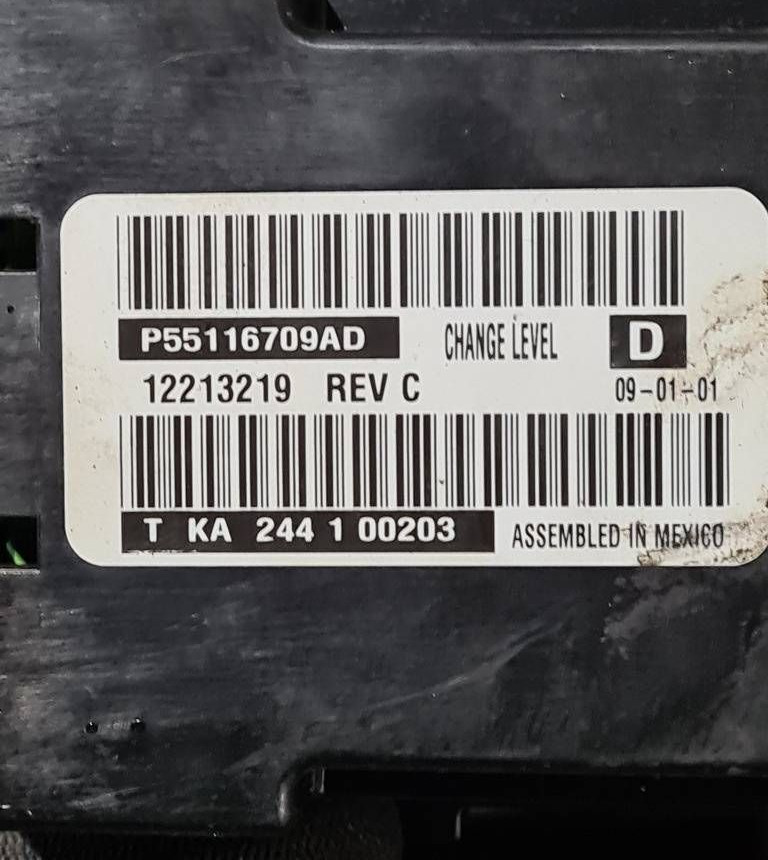 P55116709AD CHANGE LEVEL D
12213219 REV C 09-01-01
T KA 244 1 00203 ASSEMBLED IN MEXICO